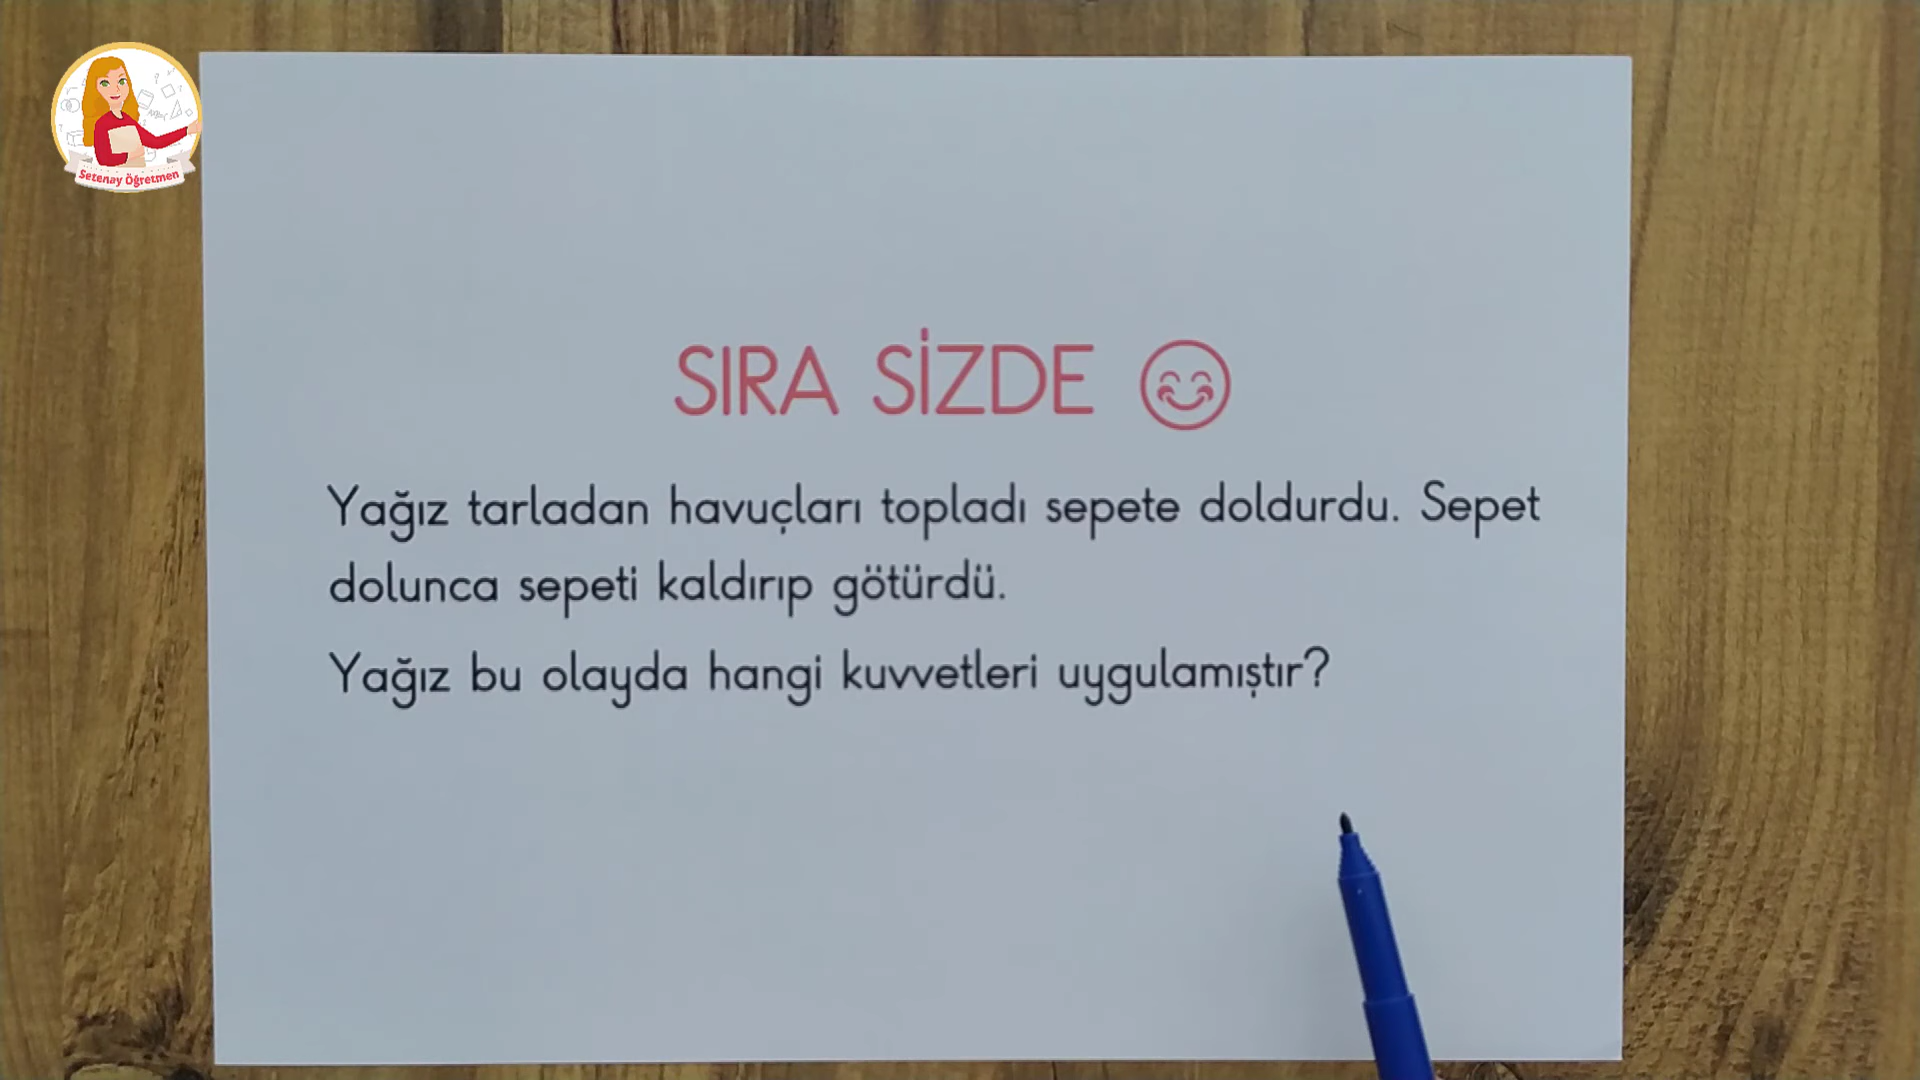 Setenay Öğretmen
SIRA SİZDE
Yağız tarladan havuçları topladı sepete doldurdu. Sepet
dolunca sepeti kaldırıp götürdü.
Yağız bu olayda hangi kuvvetleri uygulamıştır?